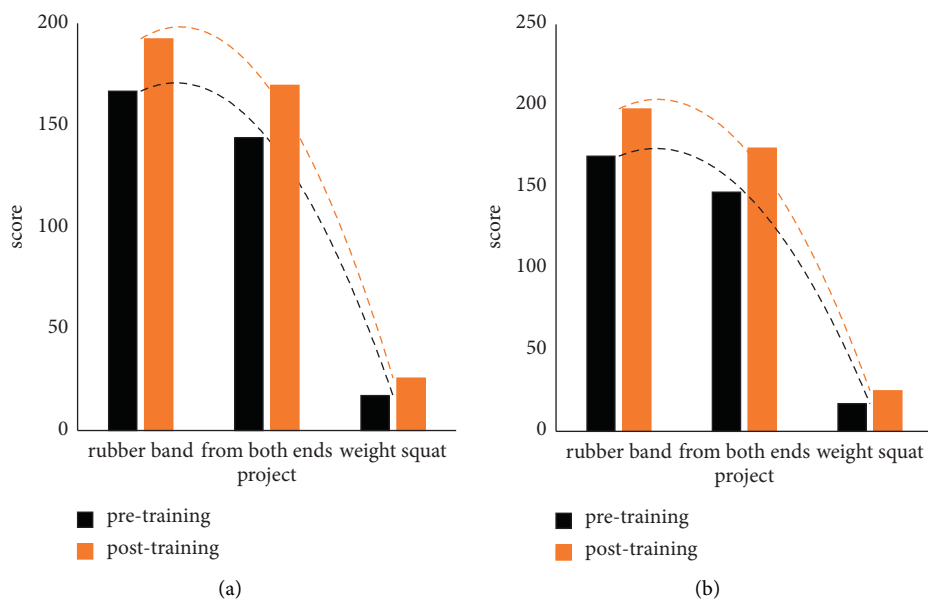 200
150
100
50
0
score
rubber band from both ends weight squat
project
pre-training
post-training
(a)
250
200
150
100
50
0
score
rubber band from both ends weight squat
project
pre-training
post-training
(b)